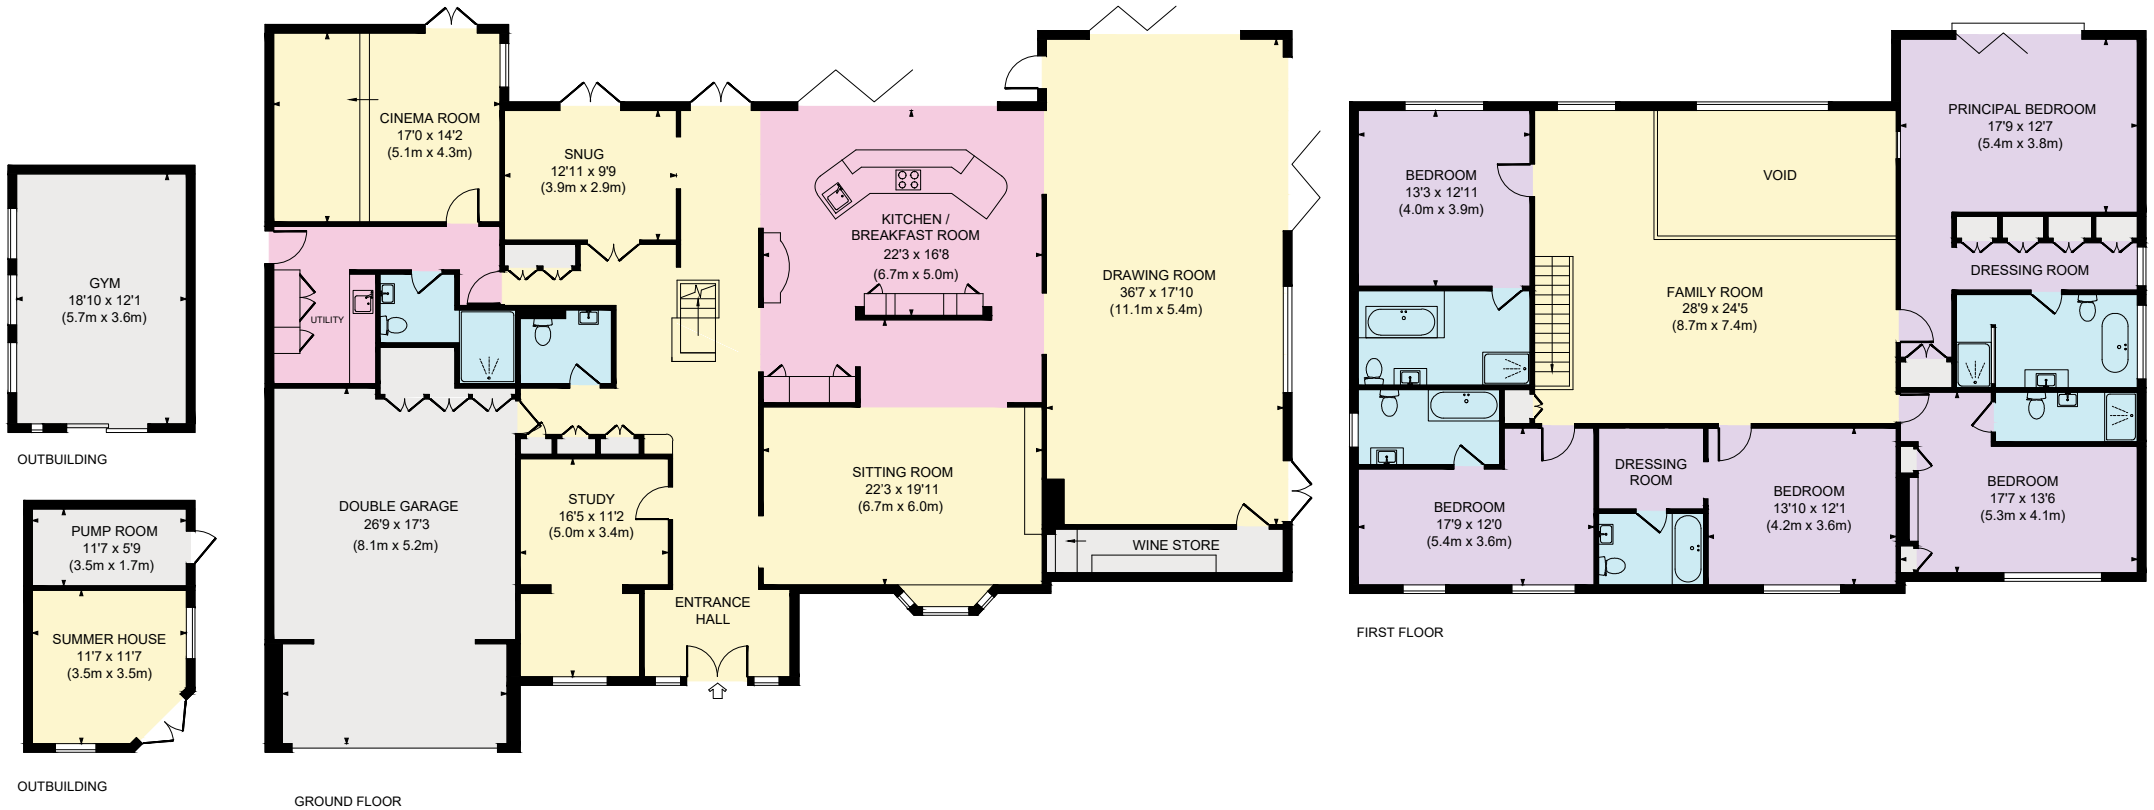 GYM
18'10 x 12'1
(5.7m x 3.6m)
OUTBUILDING
PUMP ROOM
11'7 x 5'9
(3.5m x 1.7m)
SUMMER HOUSE
11'7 x 11'7
(3.5m x 3.5m)
OUTBUILDING
CINEMA ROOM
17'0 x 14'2
(5.1m x 4.3m)
SNUG
12'11 x 9'9
(3.9m x 2.9m)
KITCHEN /
BREAKFAST ROOM
22'3 x 16'8
(6.7m x 5.0m)
DRAWING ROOM
36'7 x 17'10
(11.1m x 5.4m)
UTILITY
DOUBLE GARAGE
26'9 x 17'3
(8.1m x 5.2m)
STUDY
16'5 x 11'2
(5.0m x 3.4m)
SITTING ROOM
22'3 x 19'11
(6.7m x 6.0m)
WINE STORE
ENTRANCE
HALL
GROUND FLOOR
BEDROOM
13'3 x 12'11
(4.0m x 3.9m)
VOID
PRINCIPAL BEDROOM
17'9 x 12'7
(5.4m x 3.8m)
DRESSING ROOM
FAMILY ROOM
28'9 x 24'5
(8.7m x 7.4m)
BEDROOM
17'9 x 12'0
(5.4m x 3.6m)
DRESSING
ROOM
BEDROOM
13'10 x 12'1
(4.2m x 3.6m)
BEDROOM
17'7 x 13'6
(5.3m x 4.1m)
FIRST FLOOR